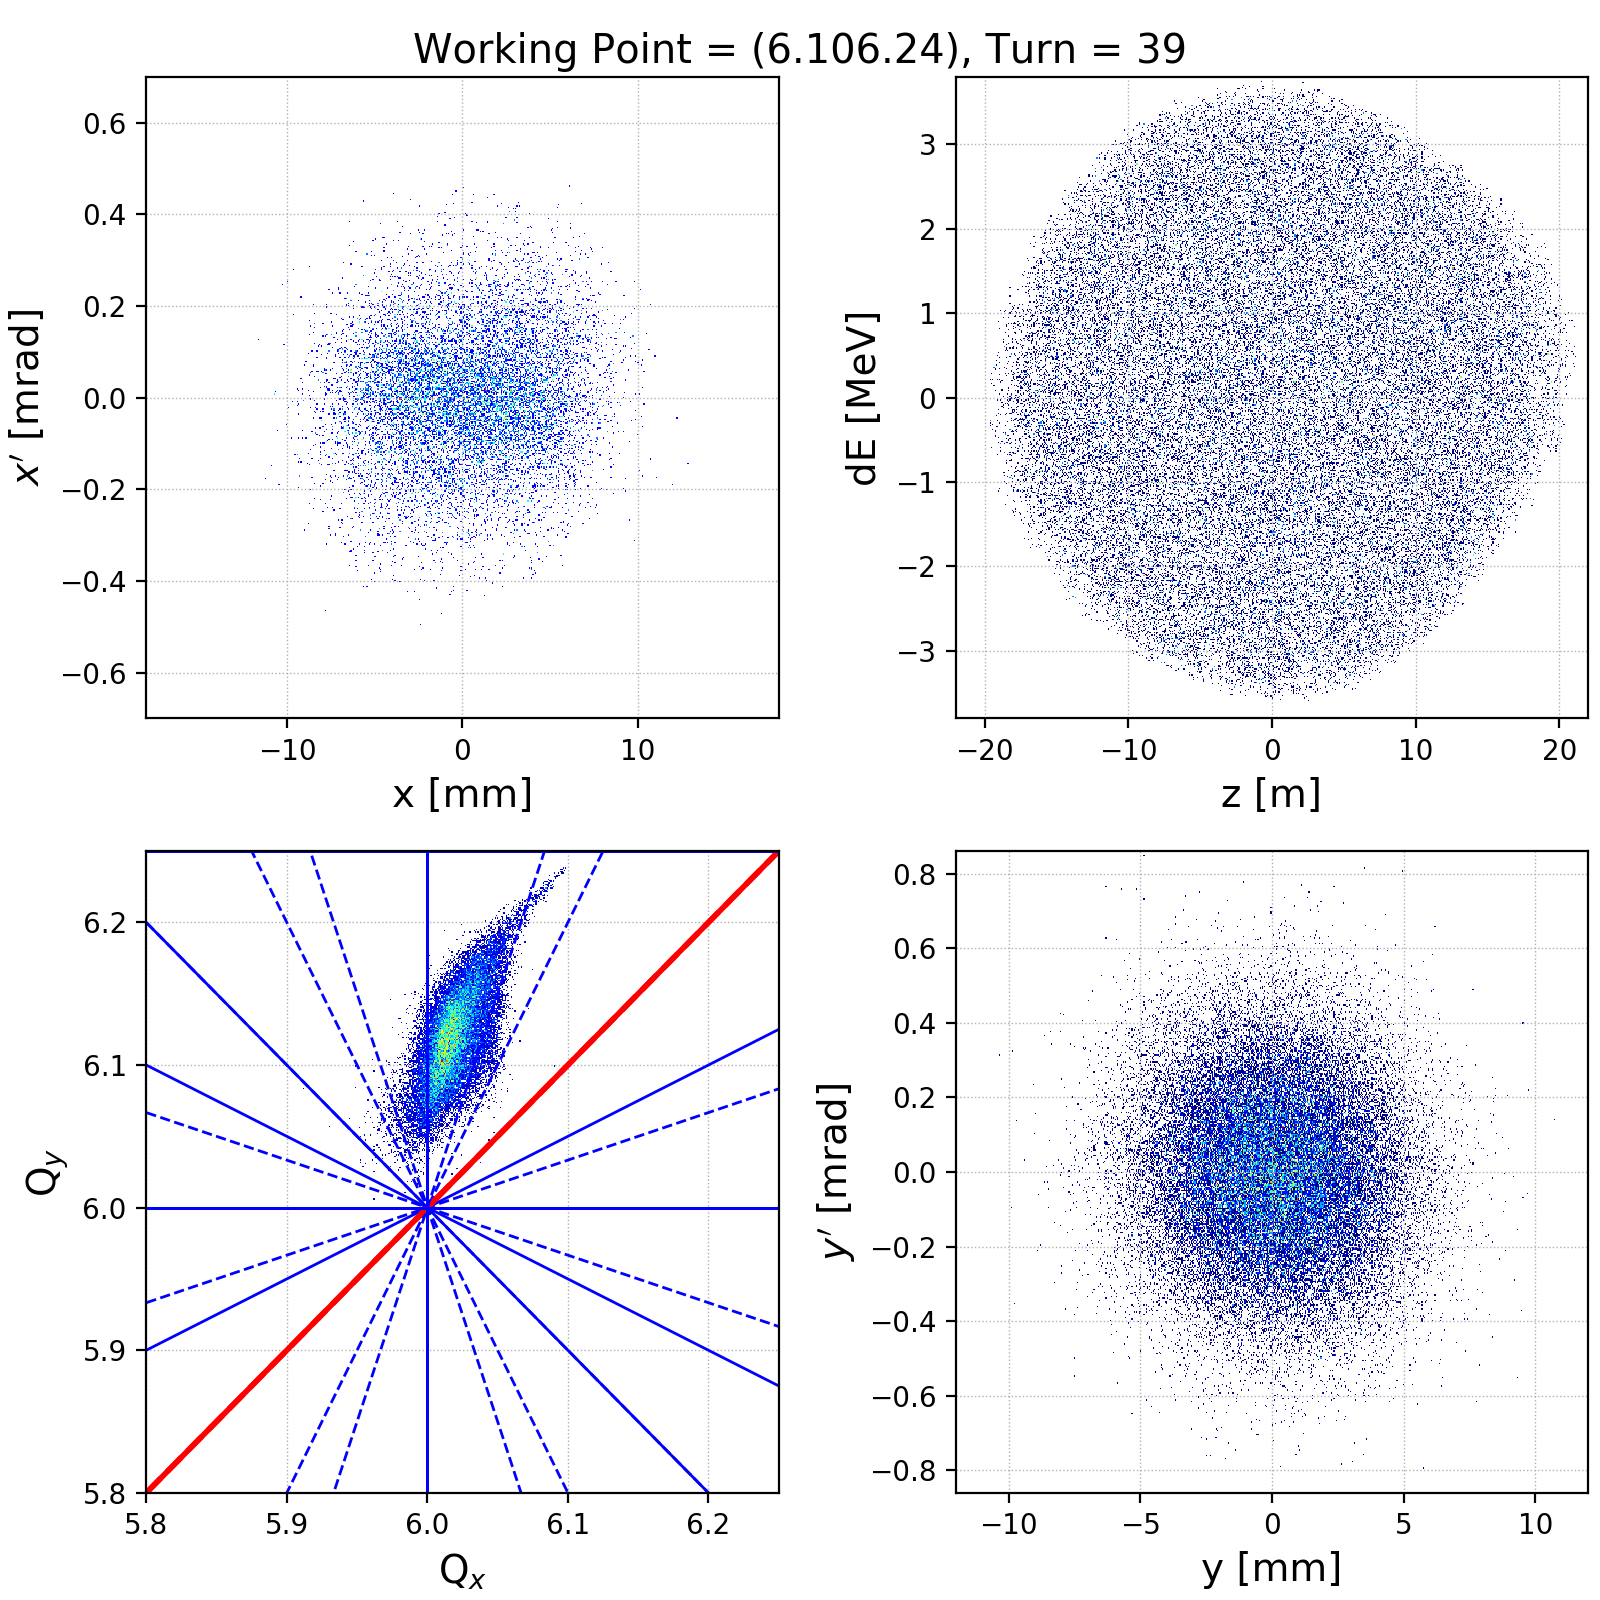 Working Point = (6.106.24), Turn = 39
0.6
0.4
0.2
0.0
−0.2
−0.4
−0.6
x′ [mrad]
−10 0 10
x [mm]
3
2
1
0
−1
−2
−3
dE [MeV]
−20 −10 0 10 20
z [m]
6.2
6.1
6.0
5.9
5.8
Qy
5.8 5.9 6.0 6.1 6.2
Qx
0.8
0.6
0.4
0.2
0.0
−0.2
−0.4
−0.6
−0.8
y′ [mrad]
−10 −5 0 5 10
y [mm]